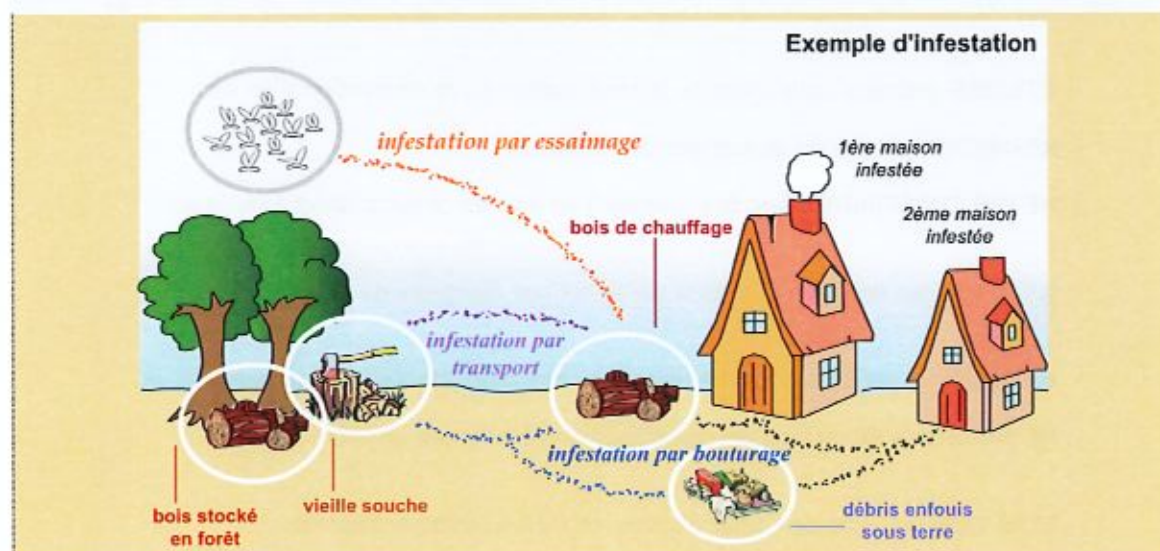 Exemple d'infestation
infestation par essaimage
1ère maison
infestée
2ème maison
infestée
bois de chauffage
infestation par
transport
infestation par bouturage
vieille souche
bois stocké
en forêt
débris enfouis
sous terre